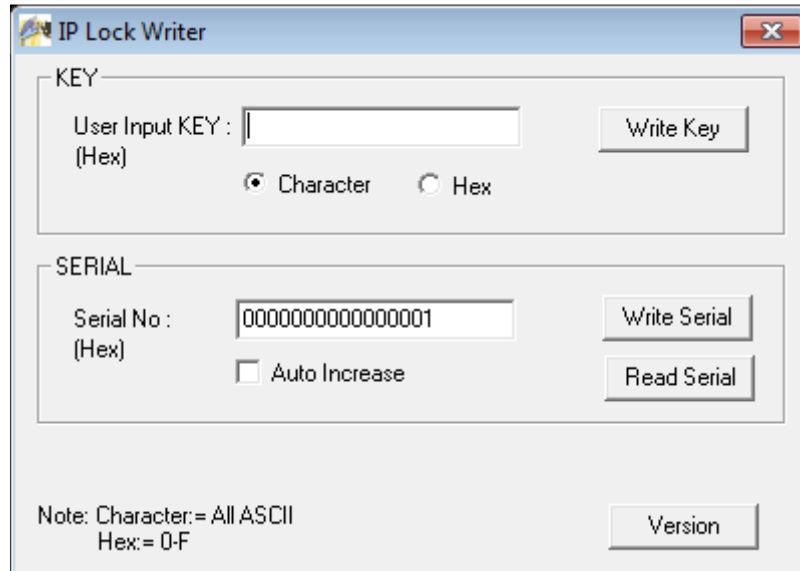 IP Lock Writer
KEY
User Input KEY :
(Hex)
Write Key
Character
Hex
SERIAL
Serial No :
(Hex)
0000000000000001
Write Serial
Auto Increase
Read Serial
Note: Character:= All ASCII
Hex:= 0-F
Version